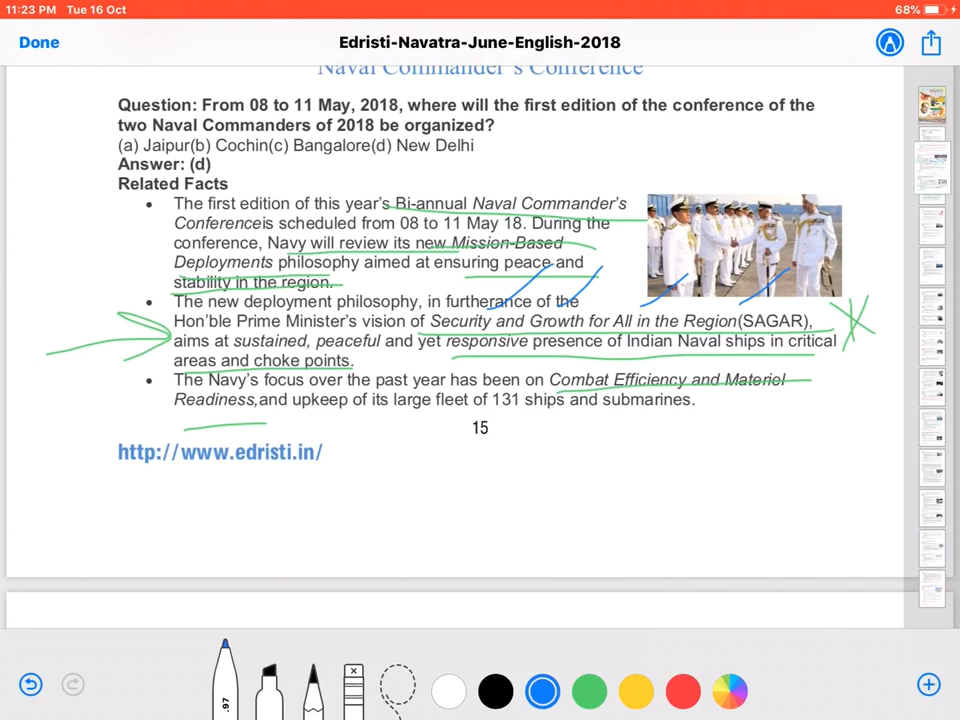 11:23 PM Tue 16 Oct 68%
Done Edristi-Navatra-June-English-2018
Naval Commander's Conference
Question: From 08 to 11 May, 2018, where will the first edition of the conference of the
two Naval Commanders of 2018 be organized?
(a) Jaipur(b) Cochin(c) Bangalore(d) New Delhi
Answer: (d)
Related Facts
• The first edition of this year's Bi-annual Naval Commander's
Conferenceis scheduled from 08 to 11 May 18. During the
conference, Navy will review its new Mission-Based
Deployments philosophy aimed at ensuring peace and
stability in the region.
• The new deployment philosophy, in furtherance of the
Hon'ble Prime Minister's vision of Security and Growth for All in the Region(SAGAR),
aims at sustained, peaceful and yet responsive presence of Indian Naval ships in critical
areas and choke points.
• The Navy's focus over the past year has been on Combat Efficiency and Materiel
Readiness,and upkeep of its large fleet of 131 ships and submarines.
15
http://www.edristi.in/
.97